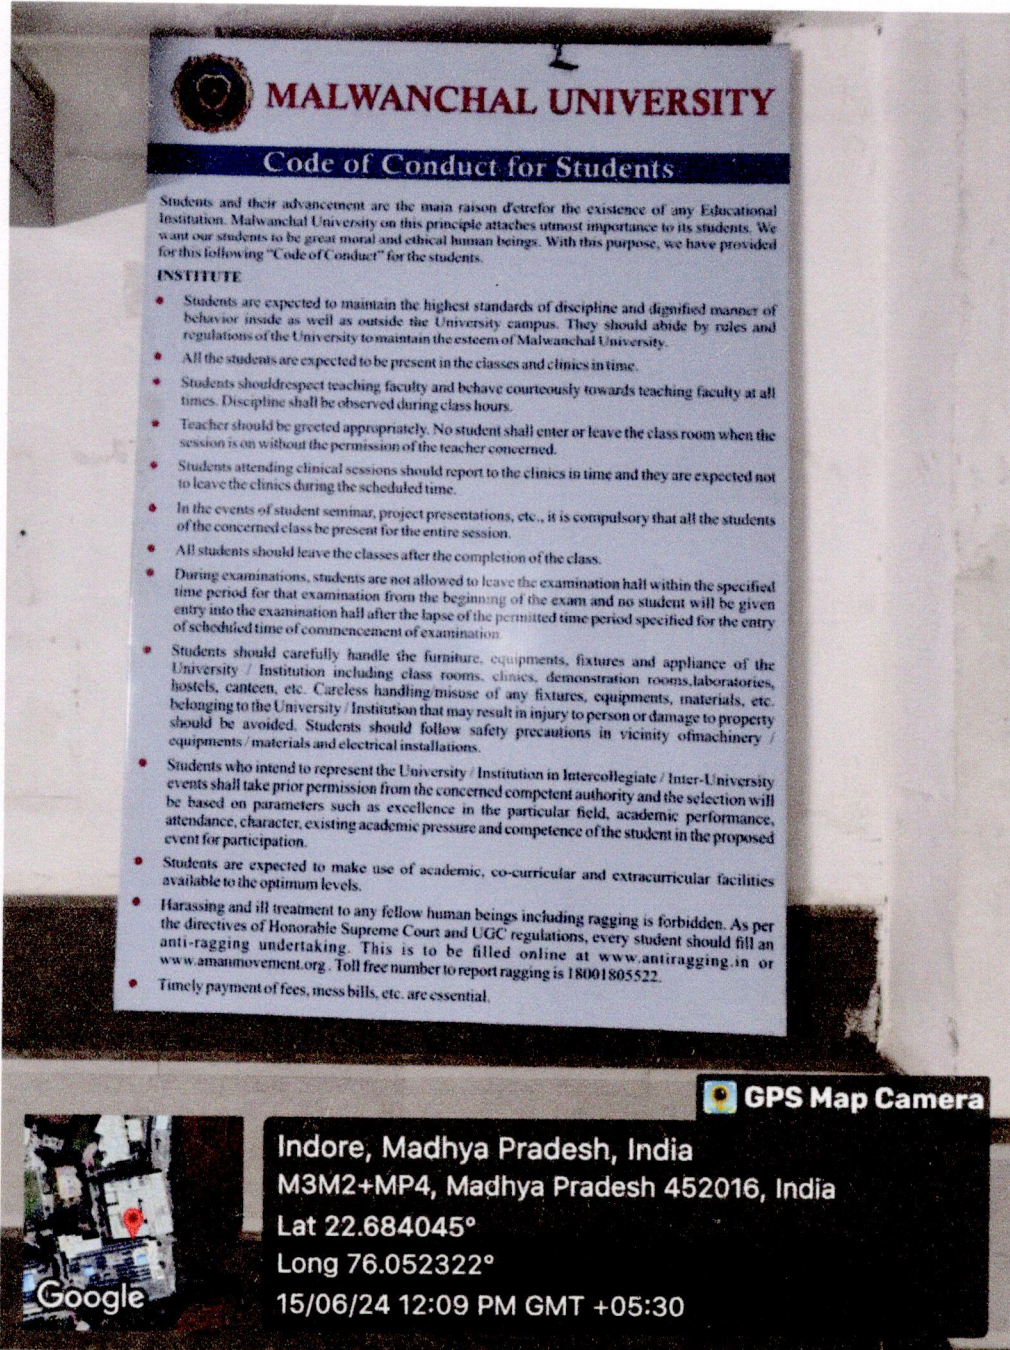 MALWANCHAL UNIVERSITY
Code of Conduct for Students
Students and their advancement are the main raison d'etrefor the existence of any Educational
Institution. Malwanchal University on this principle attaches utmost importance to its students. We
want our students to be great moral and ethical human beings. With this purpose, we have provided
for this following "Code of Conduct" for the students.
INSTITUTE
• Students are expected to maintain the highest standards of discipline and dignified manner of
behavior inside as well as outside the University campus. They should abide by rules and
regulations of the University to maintain the esteem of Malwanchal University.
• All the students are expected to be present in the classes and clinics in time.
• Students shouldrespect teaching faculty and behave courteously towards teaching faculty at all
times. Discipline shall be observed during class hours.
• Teacher should be greeted appropriately. No student shall enter or leave the class room when the
session is on without the permission of the teacher concerned.
• Students attending clinical sessions should report to the clinics in time and they are expected not
to leave the clinics during the scheduled time.
• In the events of student seminar, project presentations, etc., it is compulsory that all the students
of the concerned class be present for the entire session.
• All students should leave the classes after the completion of the class.
• During examinations, students are not allowed to leave the examination hall within the specified
time period for that examination from the beginning of the exam and no student will be given
entry into the examination hall after the lapse of the permitted time period specified for the entry
of scheduled time of commencement of examination
• Students should carefully handle the furniture, equipments, fixtures and appliance of the
University / Institution including class rooms, clinics, demonstration rooms,laboratories,
hostels, canteen, etc. Careless handling/misuse of any fixtures, equipments, materials, etc.
belonging to the University / Institution that may result in injury to person or damage to property
should be avoided. Students should follow safety precautions in vicinity ofmachinery /
equipments / materials and electrical installations.
• Students who intend to represent the University / Institution in Intercollegiate / Inter-University
events shall take prior permission from the concerned competent authority and the selection will
be based on parameters such as excellence in the particular field, academic performance,
attendance, character, existing academic pressure and competence of the student in the proposed
event for participation.
• Students are expected to make use of academic, co-curricular and extracurricular facilities
available to the optimum levels.
• Harassing and ill treatment to any fellow human beings including ragging is forbidden. As per
the directives of Honorable Supreme Court and UGC regulations, every student should fill an
anti-ragging undertaking. This is to be filled online at www.antiragging.in or
www.amanmovement.org . Toll free number to report ragging is 18001805522.
• Timely payment of fees, mess bills, etc. are essential.
GPS Map Camera
Indore, Madhya Pradesh, India
M3M2+MP4, Madhya Pradesh 452016, India
Lat 22.684045°
Long 76.052322°
15/06/24 12:09 PM GMT +05:30
Google